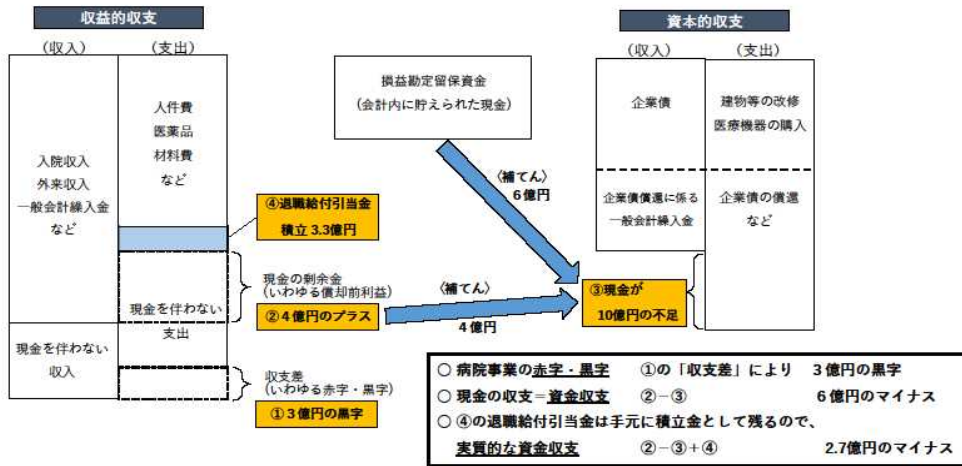 収益的収支
（収入）
（支出）
入院収入
外来収入
一般会計繰入金
など
人件費
医薬品
材料費
など
現金を伴わない
支出
現金を伴わない
収入
④退職給付引当金
積立 3.3億円
現金の剰余金
（いわゆる償却前利益）
②４億円のプラス
収支差
（いわゆる赤字・黒字）
①３億円の黒字
損益勘定留保資金
（会計内に貯えられた現金）
〈補てん〉
６億円
〈補てん〉
４億円
資本的収支
（収入）
（支出）
企業債
建物等の改修
医療機器の購入
企業債償還に係る
一般会計繰入金
企業債の償還
など
③現金が
10億円の不足
○ 病院事業の赤字・黒字 ①の「収支差」により ３億円の黒字
○ 現金の収支＝資金収支 ②－③ ６億円のマイナス
○ ④の退職給付引当金は手元に積立金として残るので、
実質的な資金収支 ②－③＋④ 2.7億円のマイナス